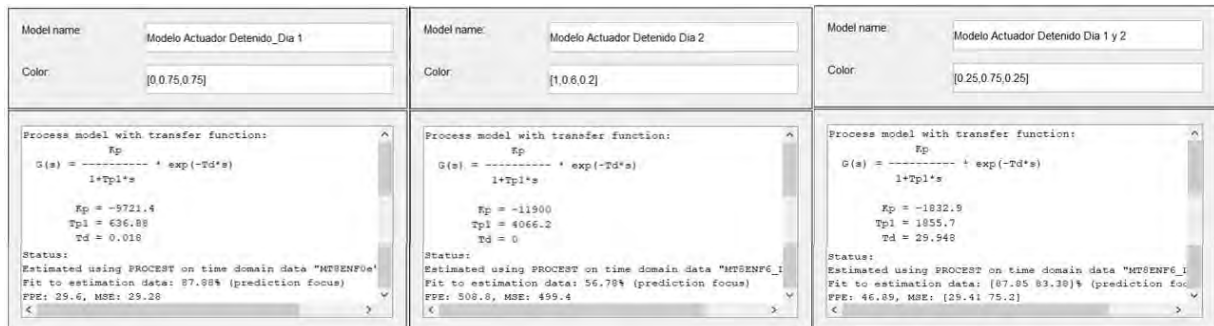 Model name:
Modelo Actuador Detenido_Dia 1
Color:
[0,0.75,0.75]
Process model with transfer function:
Kp
G(s) = ---------- * exp(-Td*s)
1+Tp1*s
Kp = -9721.4
Tp1 = 636.88
Td = 0.018
Status:
Estimated using PROCEST on time domain data "MT8ENF0e"
Fit to estimation data: 87.88% (prediction focus)
FPE: 29.6, MSE: 29.28
Model name:
Modelo Actuador Detenido Dia 2
Color:
[1,0.6,0.2]
Process model with transfer function:
Kp
G(s) = ---------- * exp(-Td*s)
1+Tp1*s
Kp = -11900
Tp1 = 4066.2
Td = 0
Status:
Estimated using PROCEST on time domain data "MT8ENF6_I
Fit to estimation data: 56.78% (prediction focus)
FPE: 508.8, MSE: 499.4
Model name:
Modelo Actuador Detenido Dia 1 y 2
Color:
[0.25,0.75,0.25]
Process model with transfer function:
Kp
G(s) = ---------- * exp(-Td*s)
1+Tp1*s
Kp = -1832.9
Tp1 = 1855.7
Td = 29.948
Status:
Estimated using PROCEST on time domain data "MT8ENF6_I
Fit to estimation data: [87.85 83.38]% (prediction foc
FPE: 46.89, MSE: [29.41 75.2]